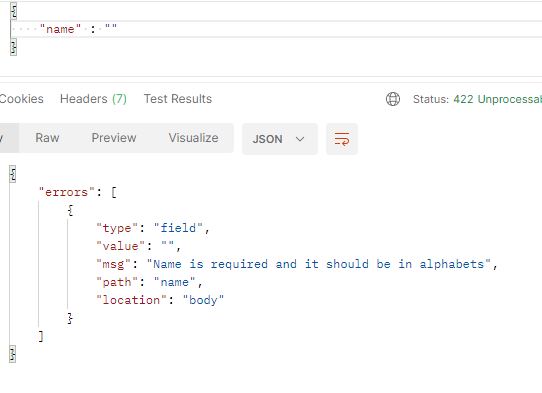 {
"name" : ""
}
Cookies Headers (7) Test Results Status: 422 Unprocessab
y Raw Preview Visualize JSON
{
"errors": [
{
"type": "field",
"value": "",
"msg": "Name is required and it should be in alphabets",
"path": "name",
"location": "body"
}
]
}